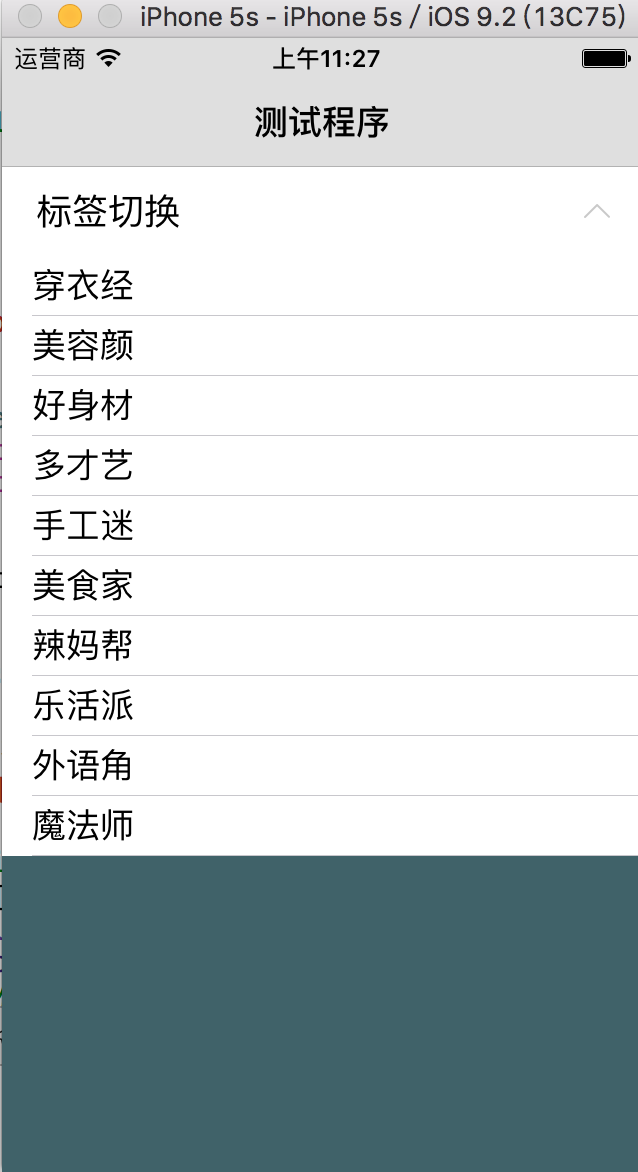 iPhone 5s - iPhone 5s / iOS 9.2 (13C75)
运营商 上午11:27
测试程序
标签切换
穿衣经
美容颜
好身材
多才艺
手工迷
美食家
辣妈帮
乐活派
外语角
魔法师